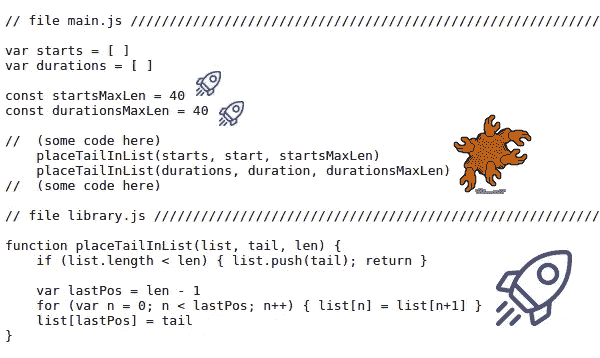 // file main.js ////////////////////////////////////////////////////////////
var starts = [ ]
var durations = [ ]
const startsMaxLen = 40
const durationsMaxLen = 40
//  (some code here)
    placeTailInList(starts, start, startsMaxLen)
    placeTailInList(durations, duration, durationsMaxLen)
//  (some code here)
// file library.js /////////////////////////////////////////////////////////
function placeTailInList(list, tail, len) {
    if (list.length < len) { list.push(tail); return }
    var lastPos = len - 1
    for (var n = 0; n < lastPos; n++) { list[n] = list[n+1] }
    list[lastPos] = tail
}